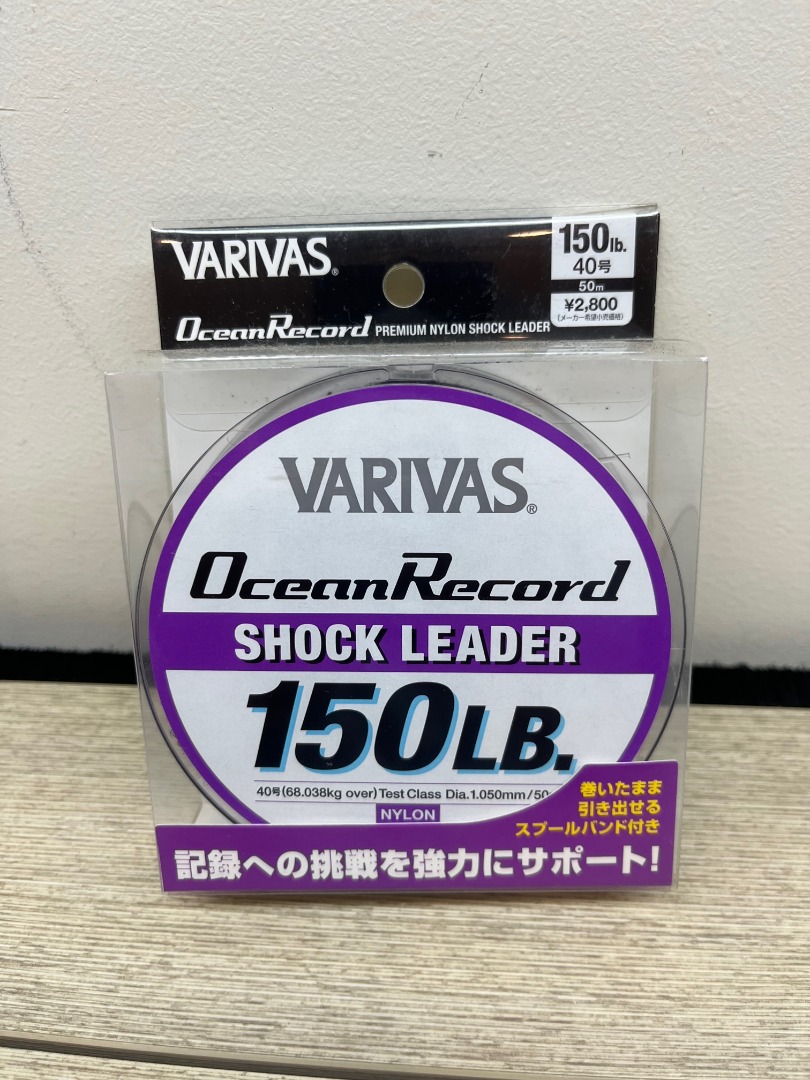 VARIVAS®
150lb.
40号
50m
¥2,800
(メーカー希望小売価格)
OceanRecord PREMIUM NYLON SHOCK LEADER
VARIVAS®
OceanRecord
SHOCK LEADER
150LB.
40号(68.038kg over) Test Class Dia.1.050mm/50
NYLON
巻いたまま
引き出せる
スプールバンド付き
記録への挑戦を強力にサポート!